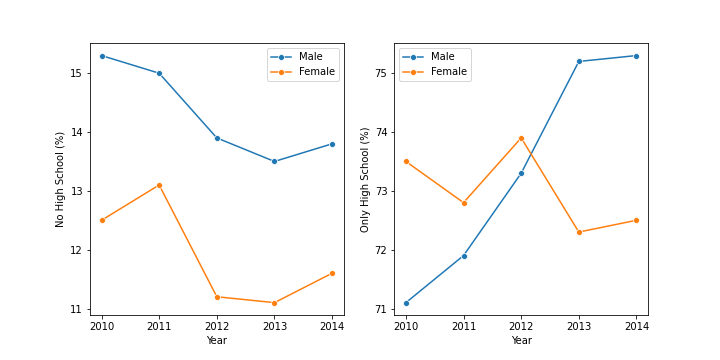 No High School (%)
15
14
13
12
11
Male
Female
2010 2011 2012 2013 2014
Year
Only High School (%)
75
74
73
72
71
Male
Female
2010 2011 2012 2013 2014
Year